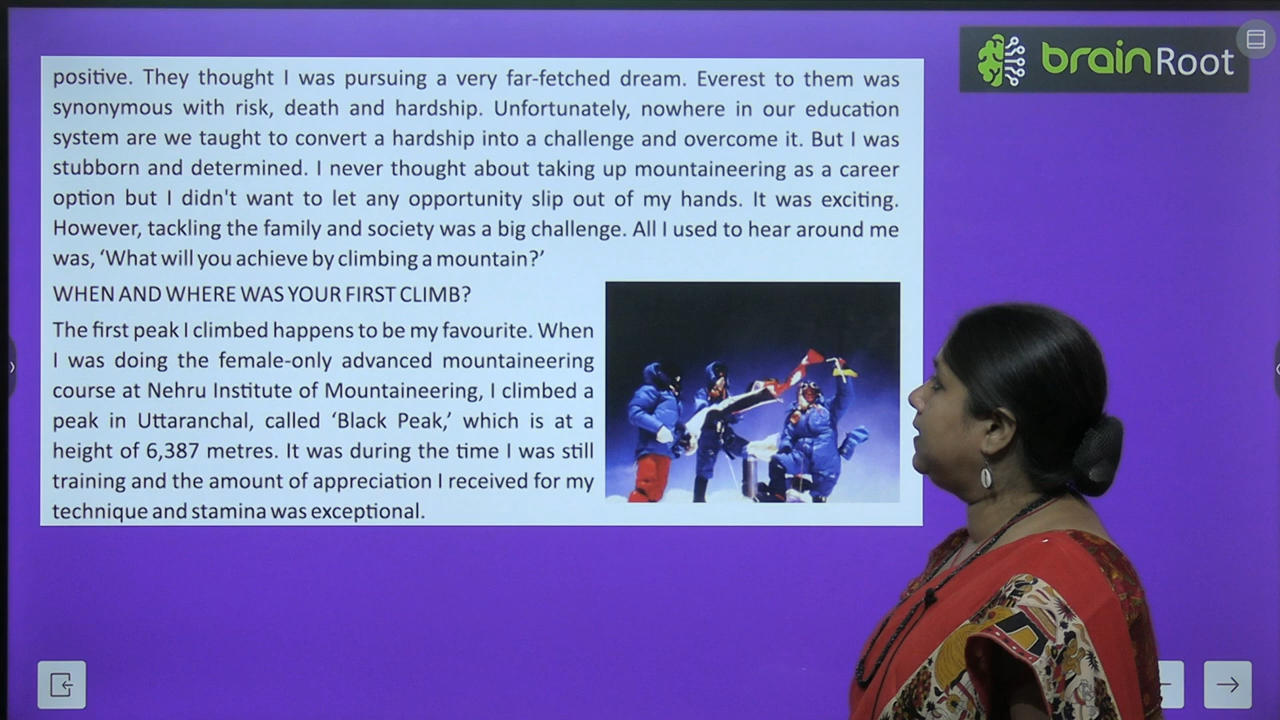 brainRoot
positive. They thought I was pursuing a very far-fetched dream. Everest to them was
synonymous with risk, death and hardship. Unfortunately, nowhere in our education
system are we taught to convert a hardship into a challenge and overcome it. But I was
stubborn and determined. I never thought about taking up mountaineering as a career
option but I didn't want to let any opportunity slip out of my hands. It was exciting.
However, tackling the family and society was a big challenge. All I used to hear around me
was, ‘What will you achieve by climbing a mountain?’
WHEN AND WHERE WAS YOUR FIRST CLIMB?
The first peak I climbed happens to be my favourite. When
I was doing the female-only advanced mountaineering
course at Nehru Institute of Mountaineering, I climbed a
peak in Uttaranchal, called ‘Black Peak,’ which is at a
height of 6,387 metres. It was during the time I was still
training and the amount of appreciation I received for my
technique and stamina was exceptional.